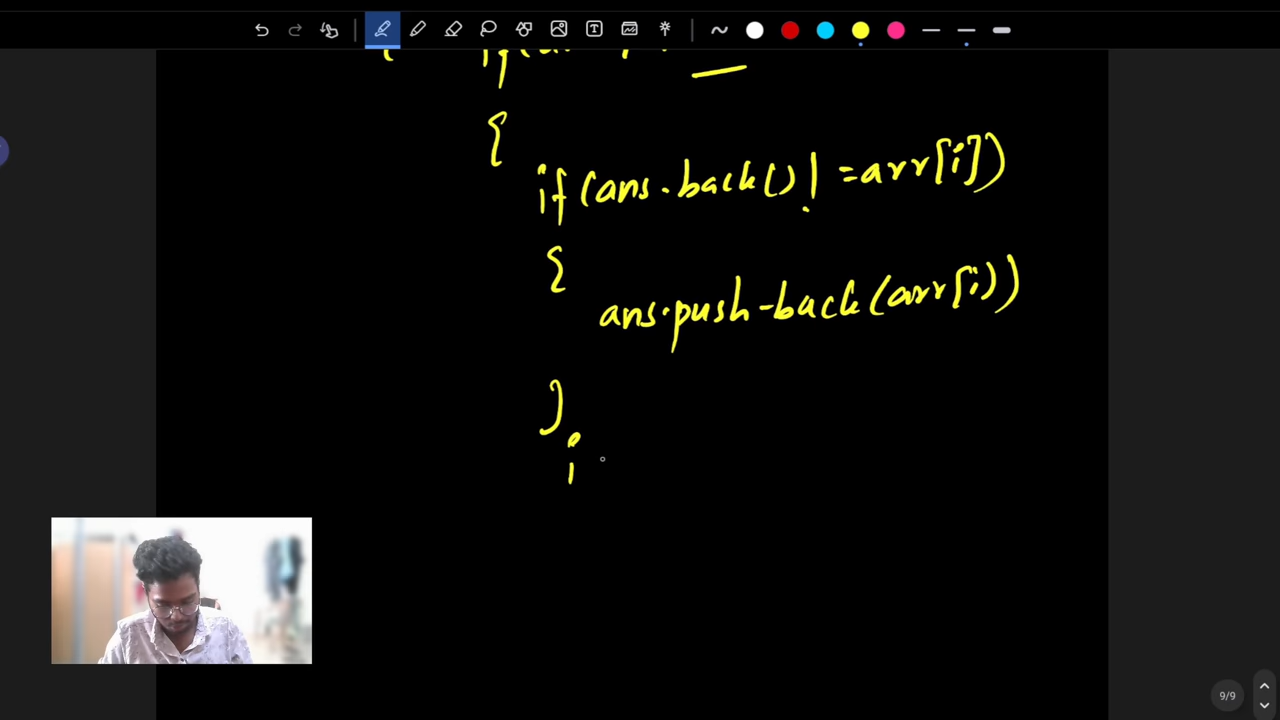 {
if(ans.back()!=arr[i])
{
ans.push-back(arr[i))
}
i
9/9